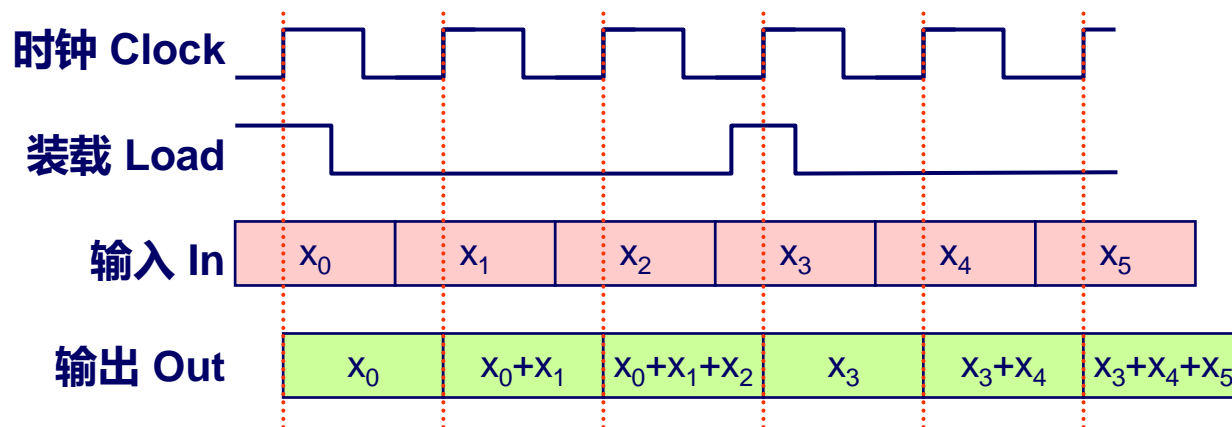 时钟 Clock
装载 Load
输入 In x₀ x₁ x₂ x₃ x₄ x₅
输出 Out x₀ x₀+x₁ x₀+x₁+x₂ x₃ x₃+x₄ x₃+x₄+x₅